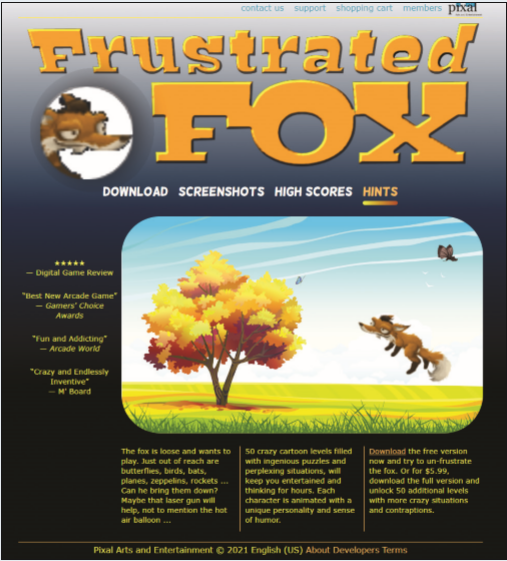 contact us support shopping cart members pixal
Frustrated
FOX
DOWNLOAD SCREENSHOTS HIGH SCORES HINTS
★★★★★
— Digital Game Review
"Best New Arcade Game"
— Gamers' Choice
Awards
"Fun and Addicting"
— Arcade World
"Crazy and Endlessly
Inventive"
— M' Board
The fox is loose and wants to
play. Just out of reach are
butterflies, birds, bats,
planes, zeppelins, rockets ...
Can he bring them down?
Maybe that laser gun will
help, not to mention the hot
air balloon ...
50 crazy cartoon levels filled
with ingenious puzzles and
perplexing situations, will
keep you entertained and
thinking for hours. Each
character is animated with a
unique personality and sense
of humor.
Download the free version
now and try to un-frustrate
the fox. Or for $5.99,
download the full version and
unlock 50 additional levels
with more crazy situations
and contraptions.
Pixal Arts and Entertainment © 2021 English (US) About Developers Terms